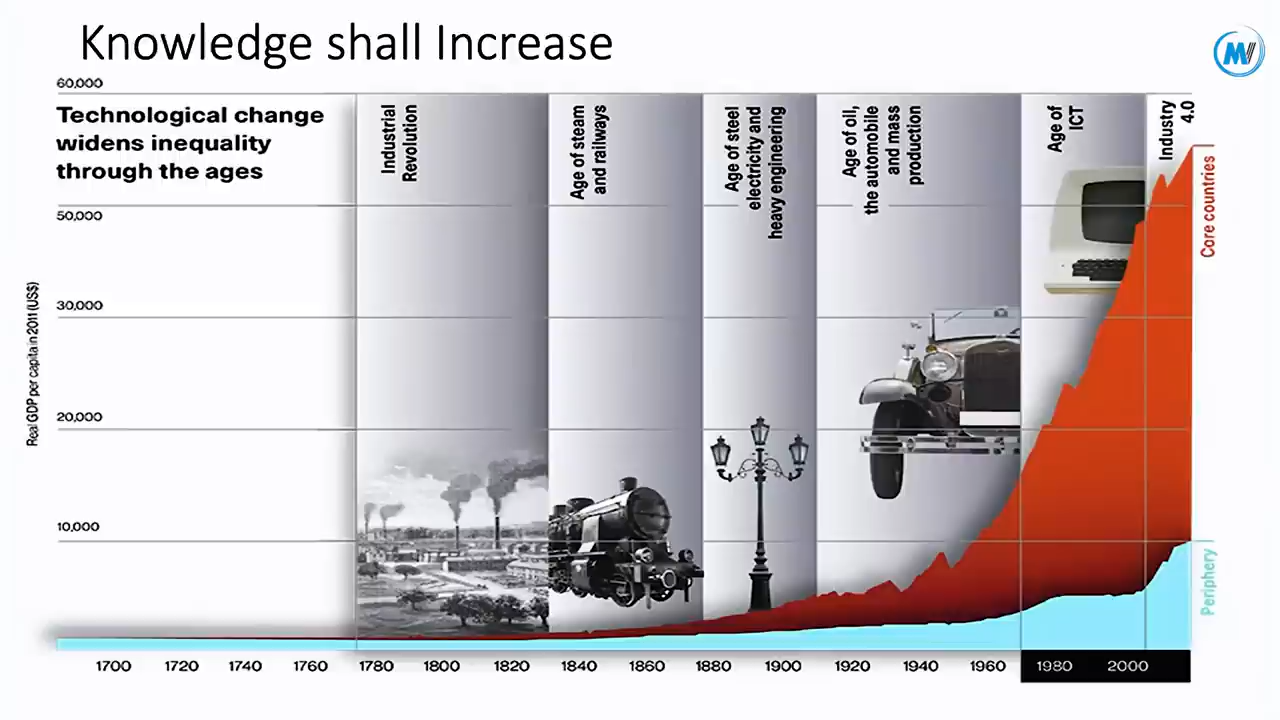 Knowledge shall Increase
MV
60,000
Technological change
widens inequality
through the ages
50,000
30,000
20,000
10,000
Real GDP per capita in 2011 (US$)
Industrial
Revolution
Age of steam
and railways
Age of steel
electricity and
heavy engineering
Age of oil,
the automobile
and mass
production
Age of
ICT
Industry
4.0
Core countries
Periphery
1700 1720 1740 1760 1780 1800 1820 1840 1860 1880 1900 1920 1940 1960 1980 2000